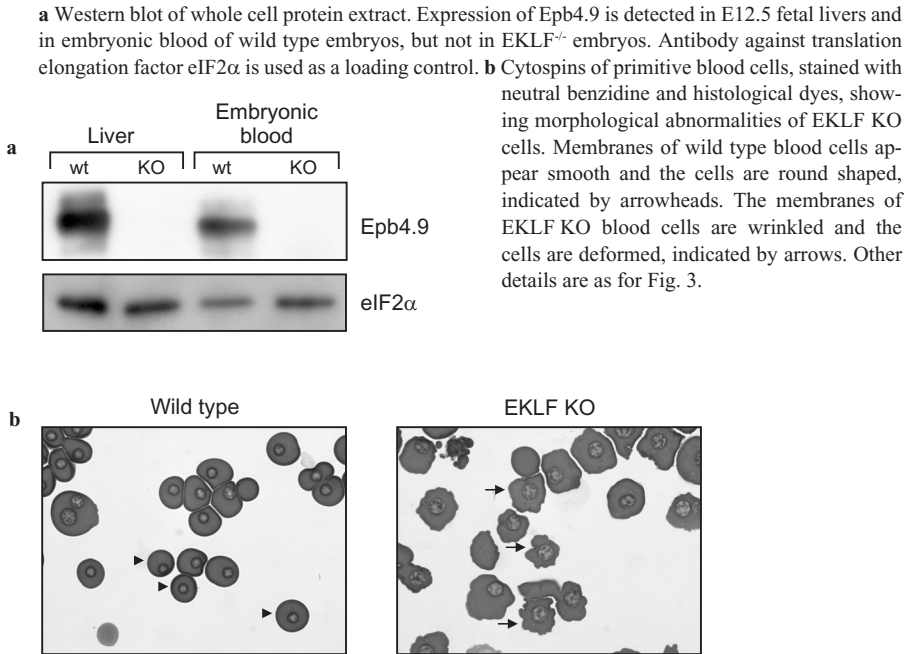 a Western blot of whole cell protein extract. Expression of Epb4.9 is detected in E12.5 fetal livers and
in embryonic blood of wild type embryos, but not in EKLF-/- embryos. Antibody against translation
elongation factor eIF2α is used as a loading control. b Cytospins of primitive blood cells, stained with
neutral benzidine and histological dyes, show-
ing morphological abnormalities of EKLF KO
cells. Membranes of wild type blood cells ap-
pear smooth and the cells are round shaped,
indicated by arrowheads. The membranes of
EKLF KO blood cells are wrinkled and the
cells are deformed, indicated by arrows. Other
details are as for Fig. 3.
a
Liver
Embryonic
blood
wt KO wt KO
Epb4.9
eIF2α
b
Wild type
EKLF KO